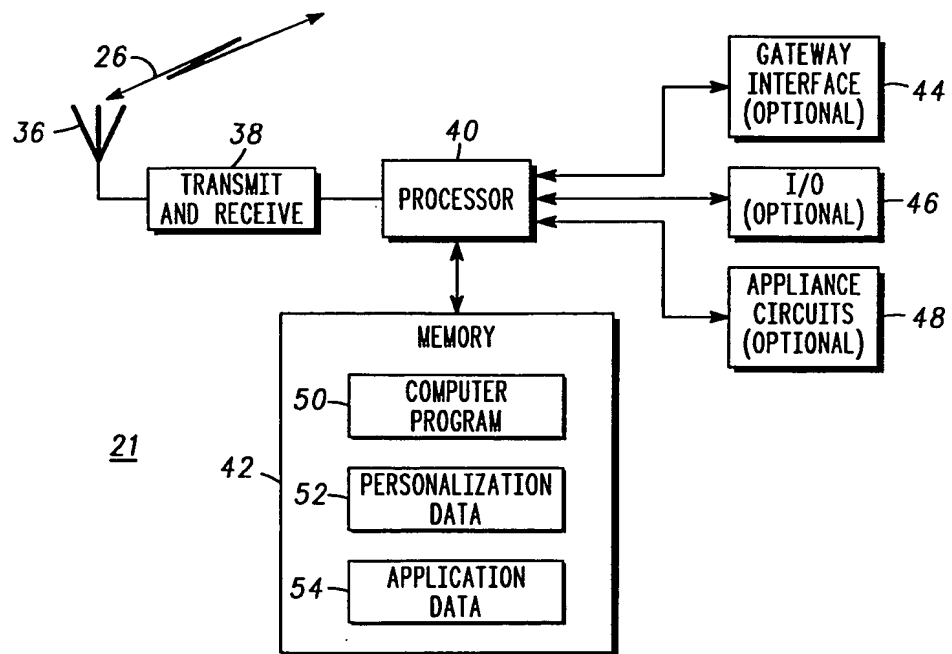 26
36
38
TRANSMIT
AND RECEIVE
40
PROCESSOR
GATEWAY
INTERFACE
(OPTIONAL)
44
I/O
(OPTIONAL)
46
APPLIANCE
CIRCUITS
(OPTIONAL)
48
MEMORY
50
COMPUTER
PROGRAM
21
42
52
PERSONALIZATION
DATA
54
APPLICATION
DATA